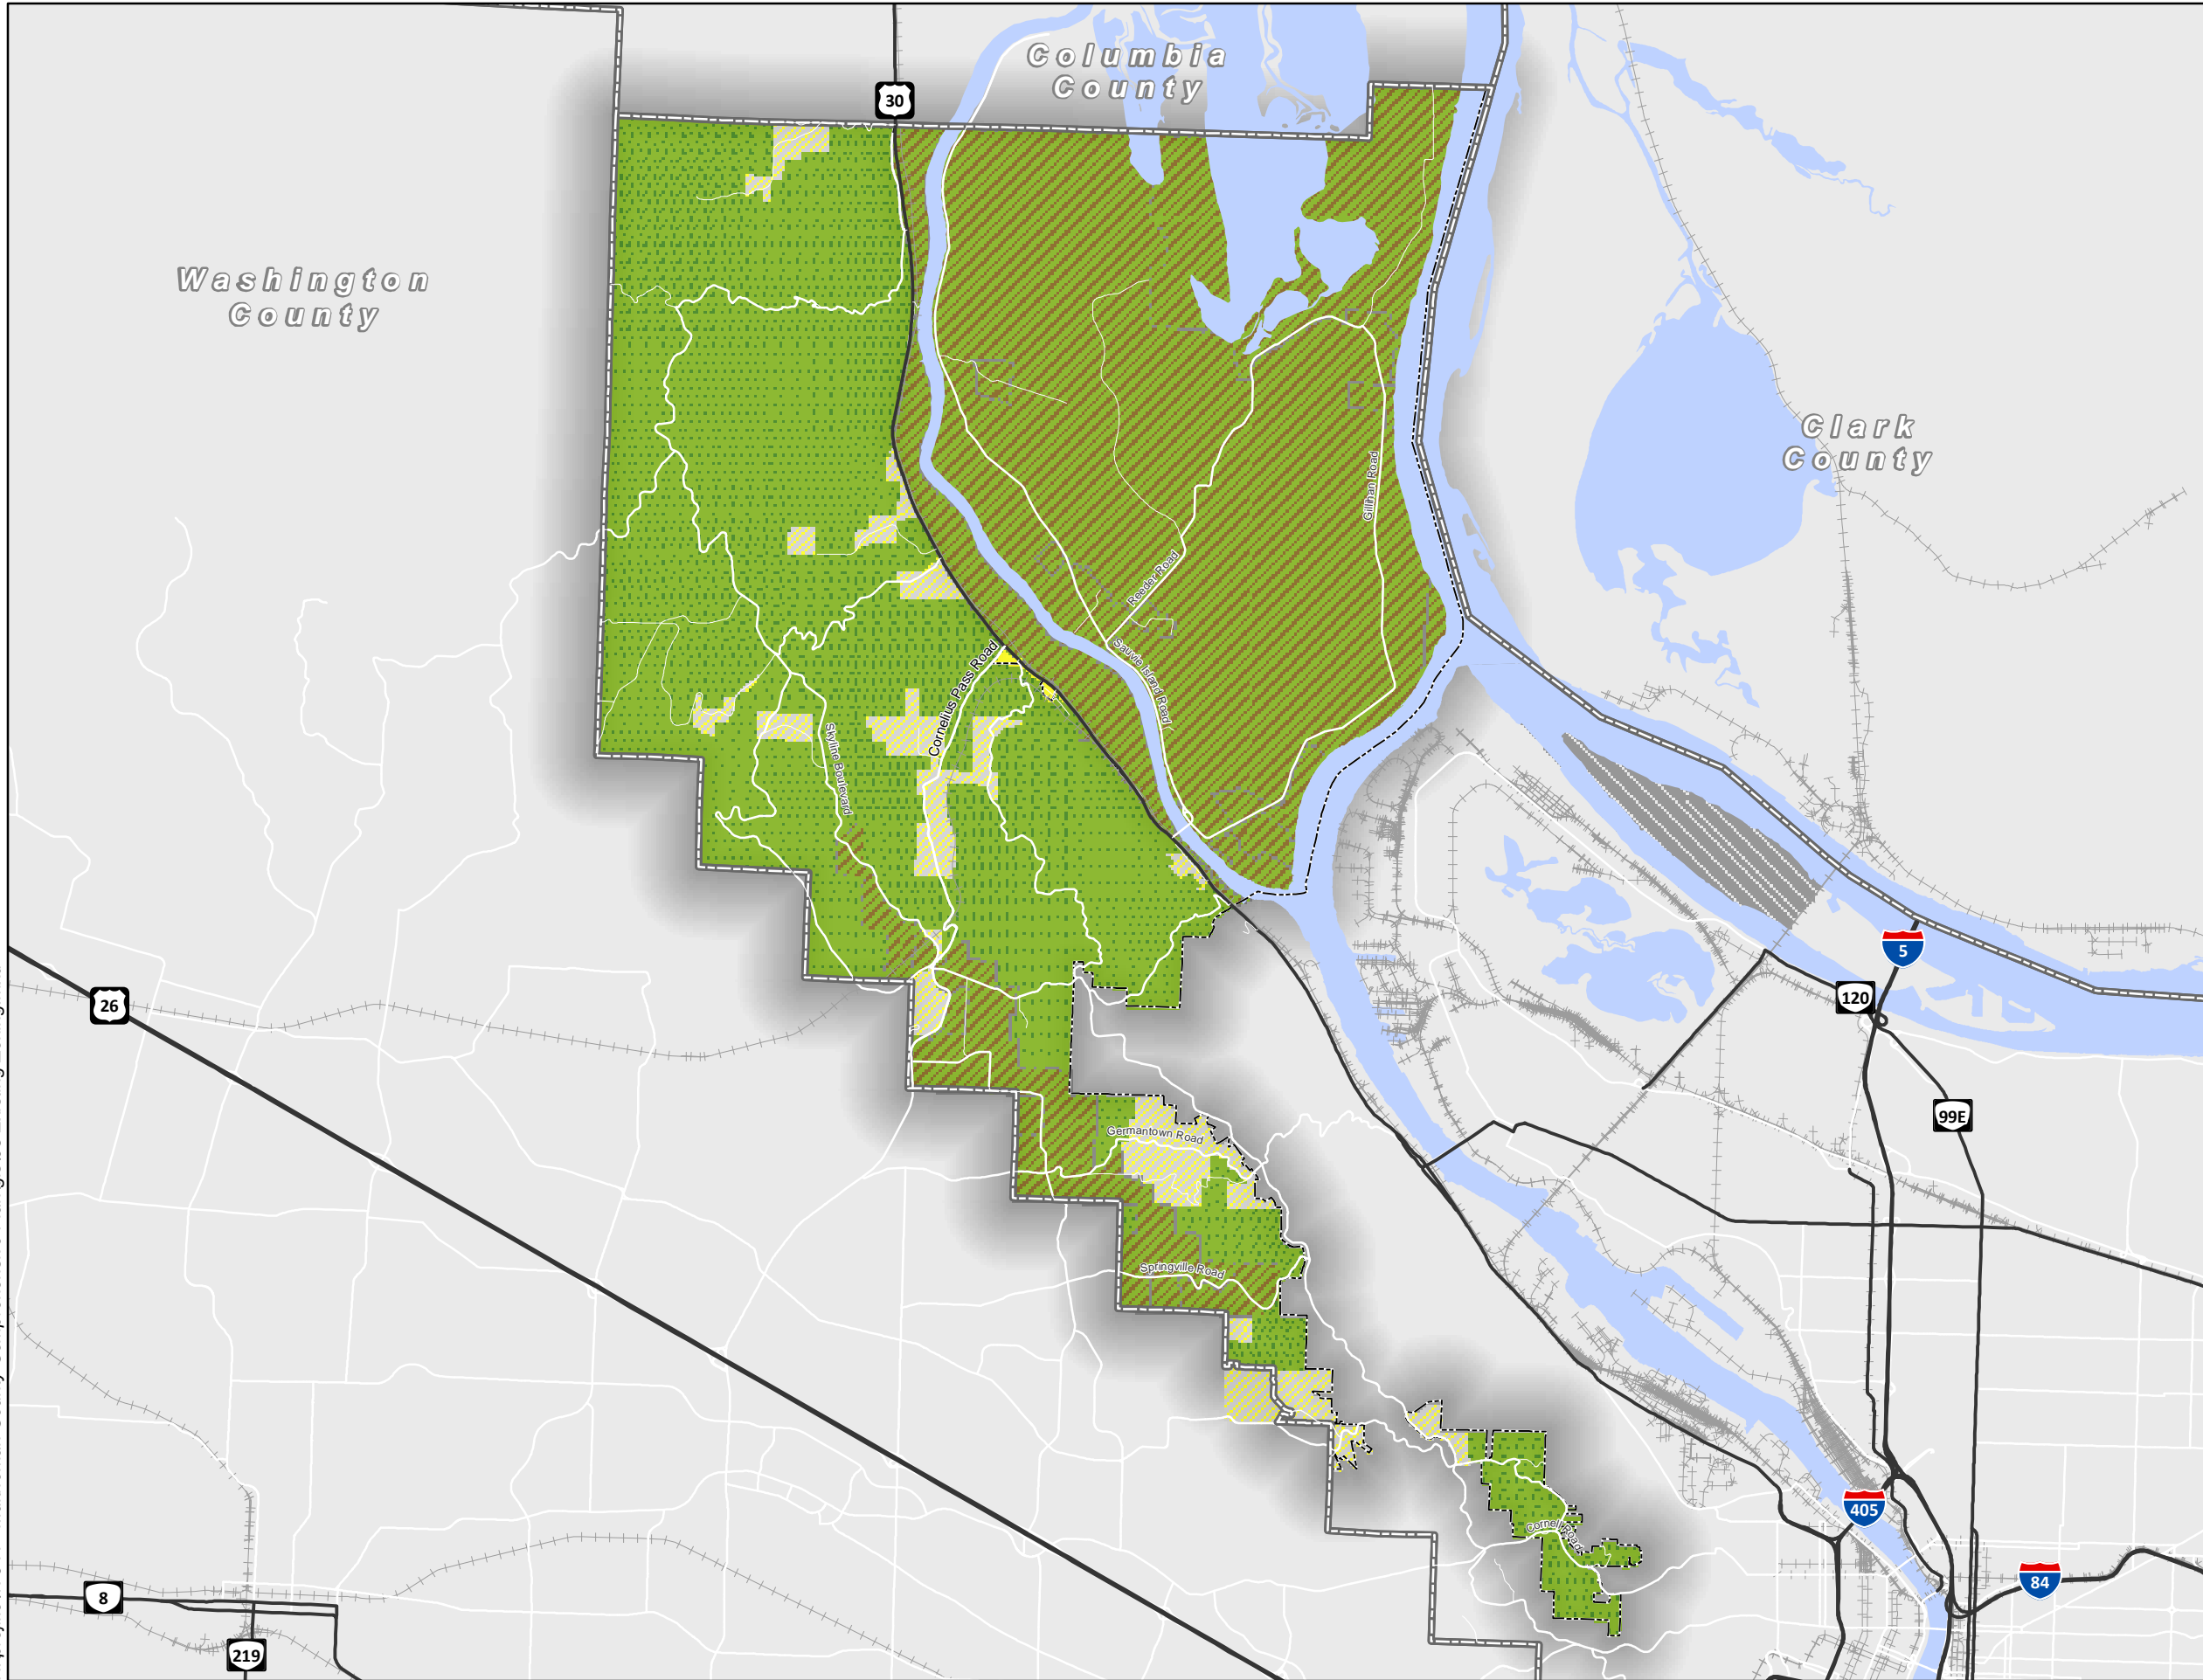 Columbia
County
30
Washington
County
Clark
County
Gillihan Road
Reeder Road
Sauvie Island Road
Cornelius Pass Road
Skyline Boulevard
5
120
26
99E
Germantown Road
Springville Road
405
Cornell Road
84
8
219